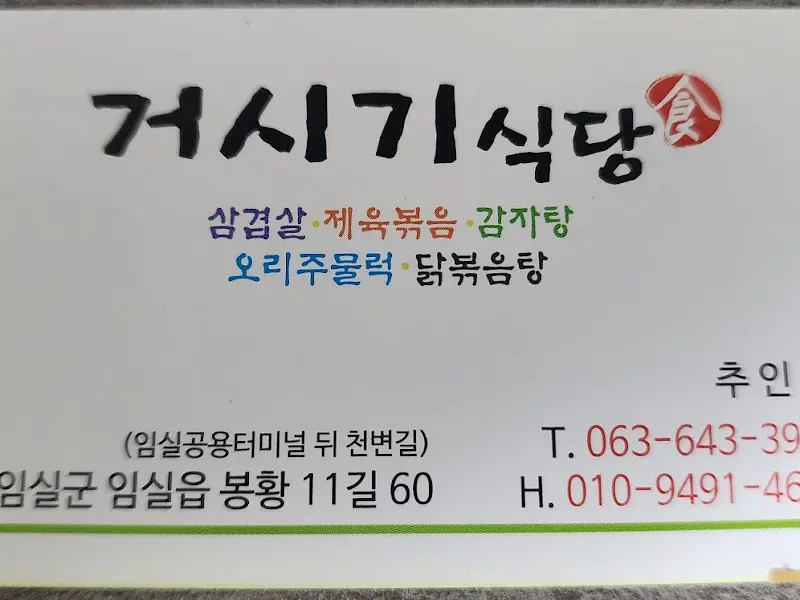 거시기식당 食
삼겹살·제육볶음·감자탕
오리주물럭·닭볶음탕
추인
(임실공용터미널 뒤 천변길)
T. 063-643-39
임실군 임실읍 봉황 11길 60
H. 010-9491-46